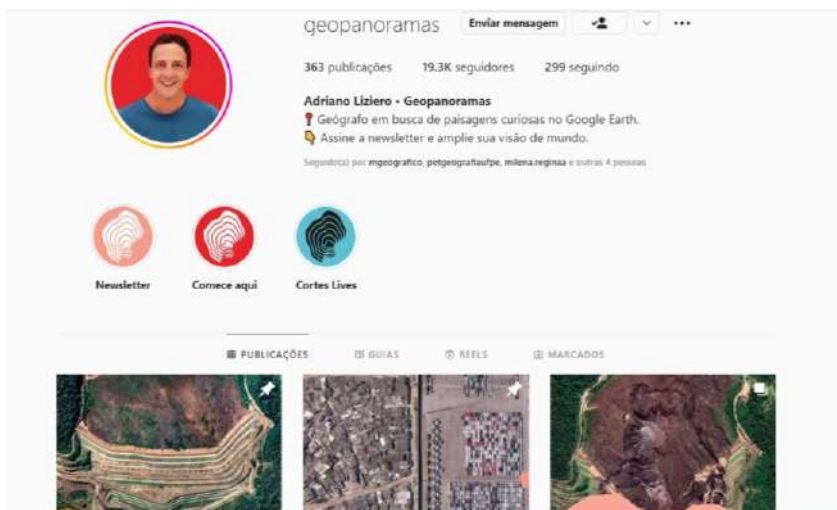 geopanoramas Enviar mensagem
363 publicações 19.3K seguidores 299 seguindo
Adriano Liziero • Geopanoramas
Geógrafo em busca de paisagens curiosas no Google Earth.
Assine a newsletter e amplie sua visão de mundo.
Seguido(a) por mgeografico, petgeografiaufpe, milena.reginaa e outras 4 pessoas
Newsletter Comece aqui Cortes Lives
PUBLICAÇÕES GUIAS REELS MARCADOS